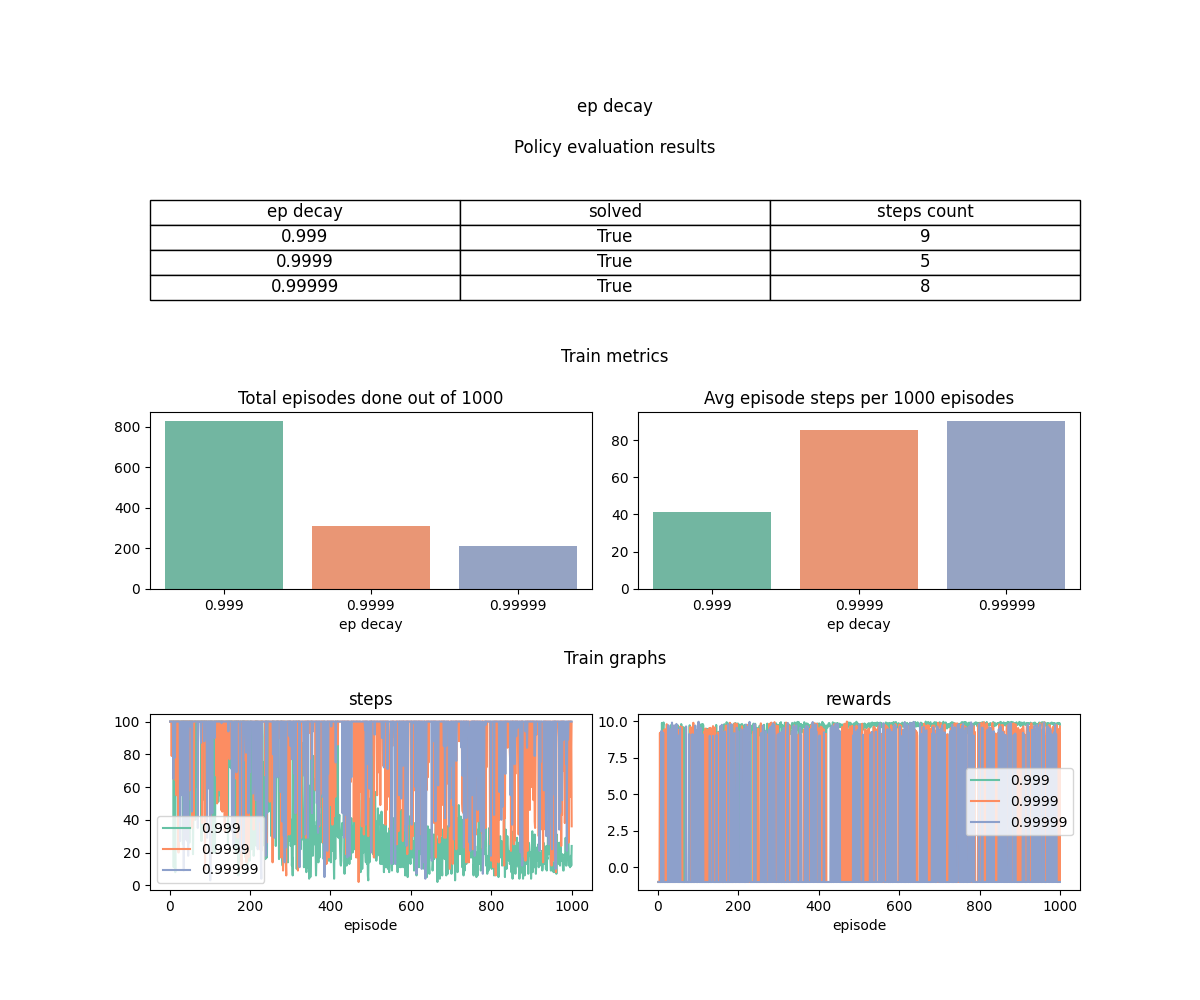 ep decay
Policy evaluation results
ep decay solved steps count
0.999 True 9
0.9999 True 5
0.99999 True 8
Train metrics
Total episodes done out of 1000
800
600
400
200
0
0.999 0.9999 0.99999
ep decay
Avg episode steps per 1000 episodes
80
60
40
20
0
0.999 0.9999 0.99999
ep decay
Train graphs
steps
100
80
60
40
20
0
0.999
0.9999
0.99999
0 200 400 600 800 1000
episode
rewards
10.0
7.5
5.0
2.5
0.0
0.999
0.9999
0.99999
0 200 400 600 800 1000
episode